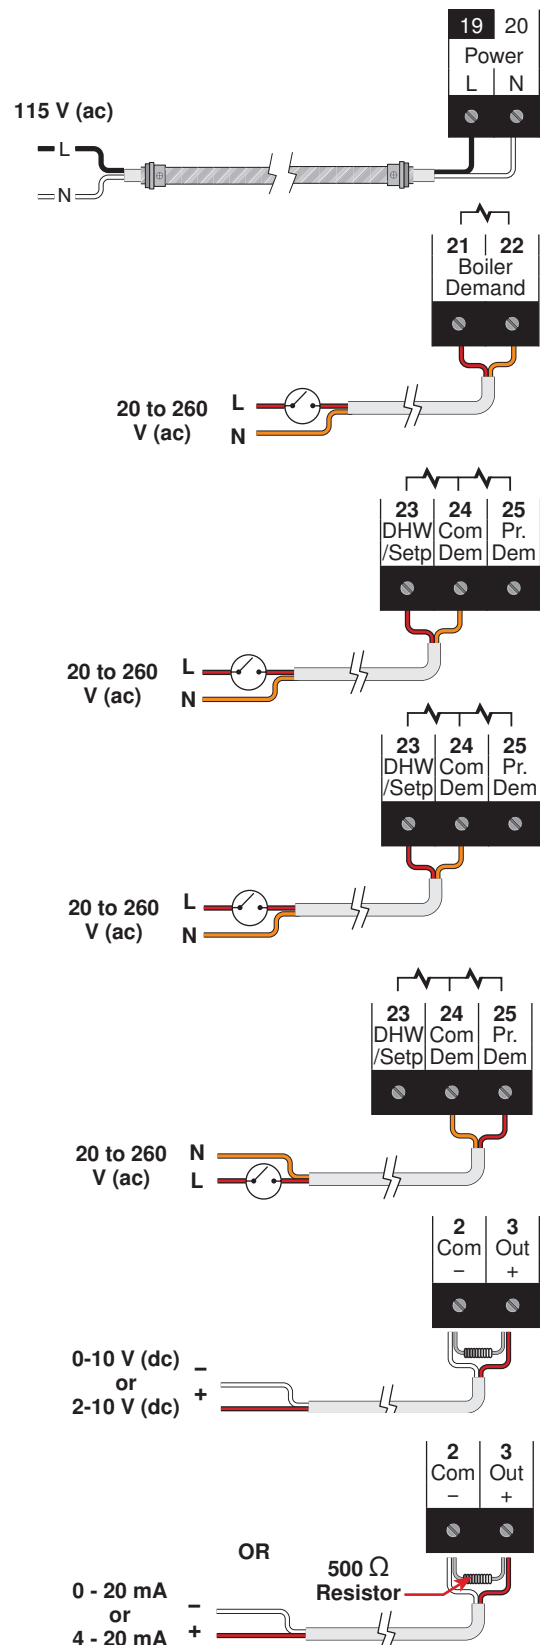 19 20
Power
L N
115 V (ac)
L
N
21 22
Boiler
Demand
20 to 260
V (ac)
L
N
23 24 25
DHW Com Pr.
/Setp Dem Dem
20 to 260
V (ac)
L
N
23 24 25
DHW Com Pr.
/Setp Dem Dem
20 to 260
V (ac)
L
N
23 24 25
DHW Com Pr.
/Setp Dem Dem
20 to 260
V (ac)
N
L
2 3
Com Out
– +
0-10 V (dc)
or
2-10 V (dc)
–
+
2 3
Com Out
– +
OR
500 Ω
Resistor
0 - 20 mA
or
4 - 20 mA
–
+